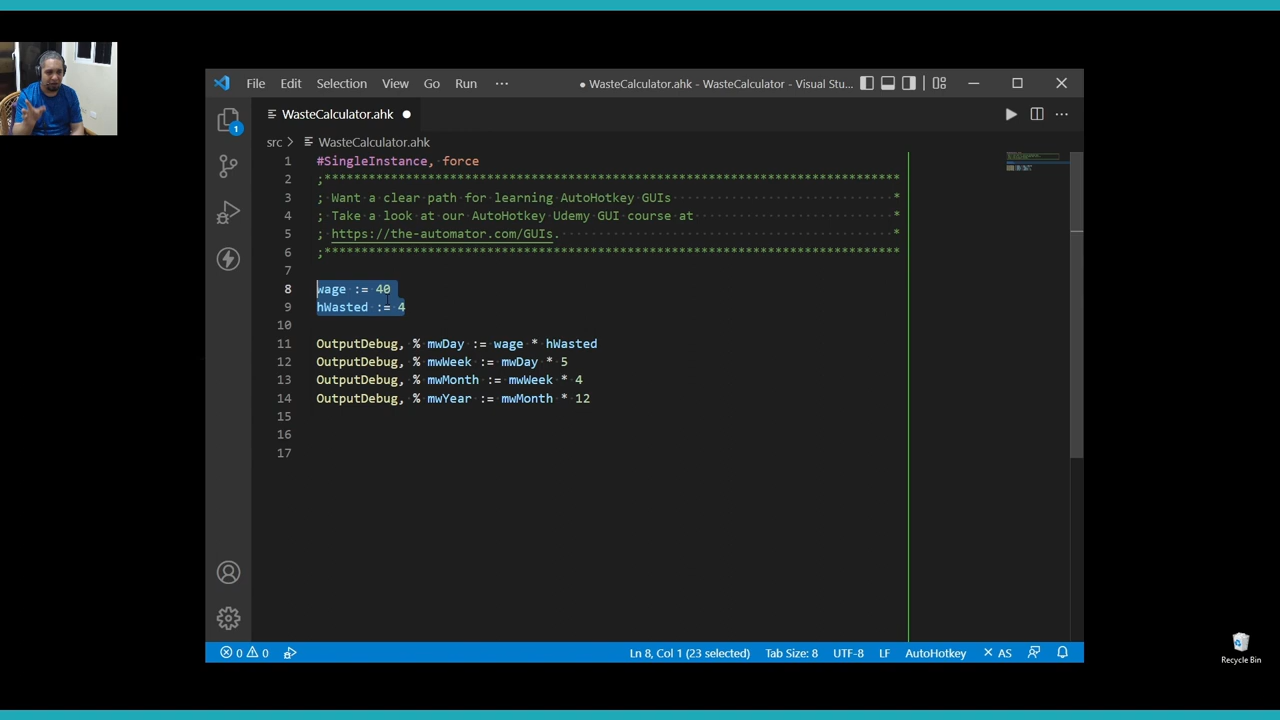 File Edit Selection View Go Run ···
● WasteCalculator.ahk - WasteCalculator - Visual Stu...
WasteCalculator.ahk ●
src > WasteCalculator.ahk
1 #SingleInstance, force
2 ;******************************************************************************
3 ; Want a clear path for learning AutoHotkey GUIs *
4 ; Take a look at our AutoHotkey Udemy GUI course at *
5 ; https://the-automator.com/GUIs. *
6 ;******************************************************************************
7
8 wage := 40
9 hWasted := 4
10
11 OutputDebug, % mwDay := wage * hWasted
12 OutputDebug, % mwWeek := mwDay * 5
13 OutputDebug, % mwMonth := mwWeek * 4
14 OutputDebug, % mwYear := mwMonth * 12
15
16
17
1
0 0 Ln 8, Col 1 (23 selected) Tab Size: 8 UTF-8 LF AutoHotkey AS
Recycle Bin